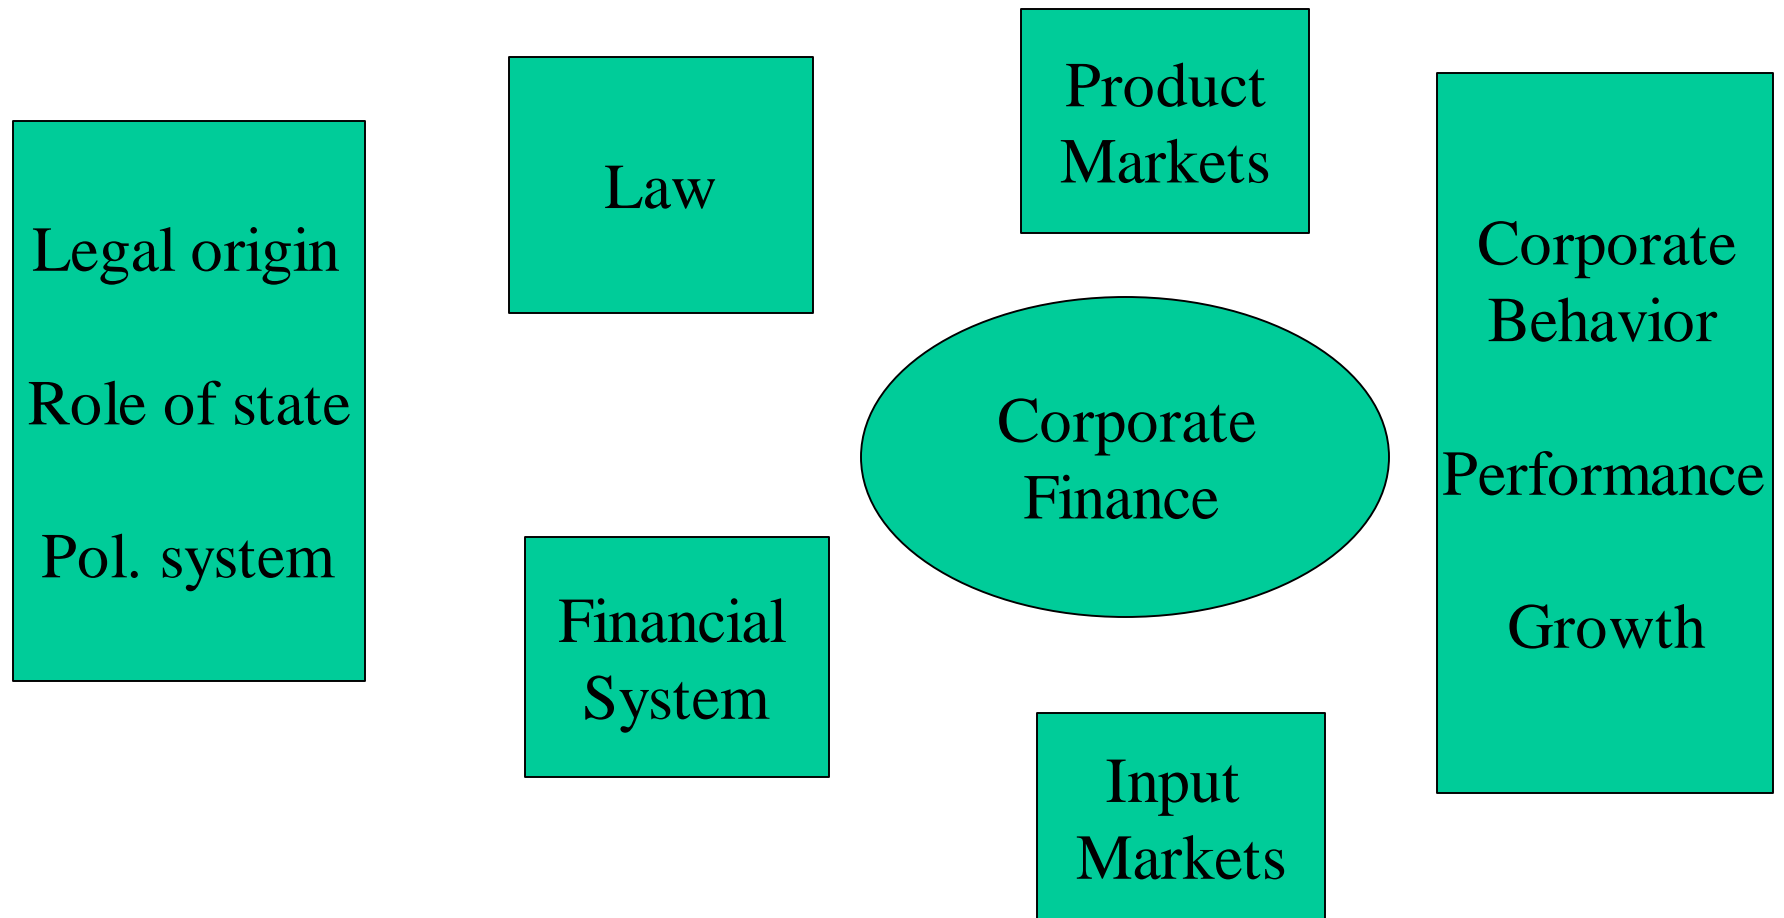 Legal origin
Role of state
Pol. system
Law
Financial
System
Product
Markets
Corporate
Finance
Input
Markets
Corporate
Behavior
Performance
Growth